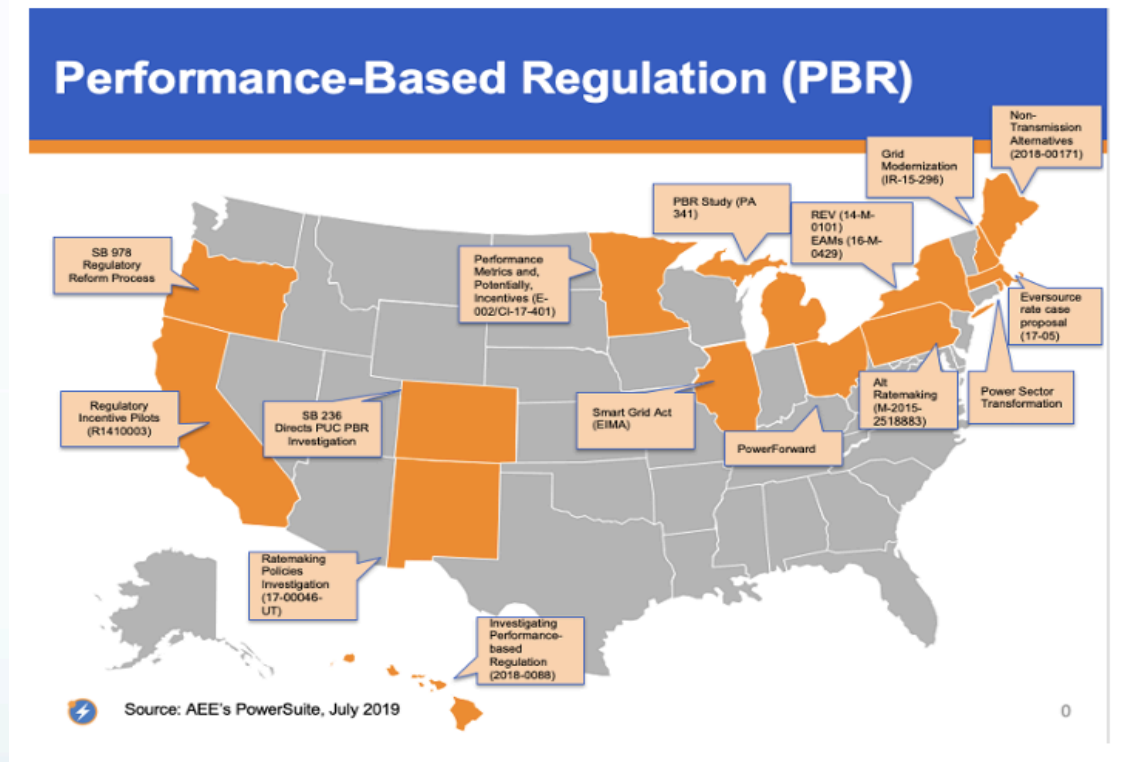 Performance-Based Regulation (PBR)
Non-
Transmission
Alternatives
(2018-00171)
Grid
Modernization
(IR-15-296)
PBR Study (PA
341)
REV (14-M-
0101)
EAMs (16-M-
0429)
SB 978
Regulatory
Reform Process
Performance
Metrics and,
Potentially,
Incentives (E-
002/CI-17-401)
Eversource
rate case
proposal
(17-05)
Regulatory
Incentive Pilots
(R1410003)
SB 236
Directs PUC PBR
Investigation
Smart Grid Act
(EIMA)
PowerForward
Alt
Ratemaking
(M-2015-
2518883)
Power Sector
Transformation
Ratemaking
Policies
Investigation
(17-00046-
UT)
Investigating
Performance-
based
Regulation
(2018-0088)
Source: AEE's PowerSuite, July 2019
0